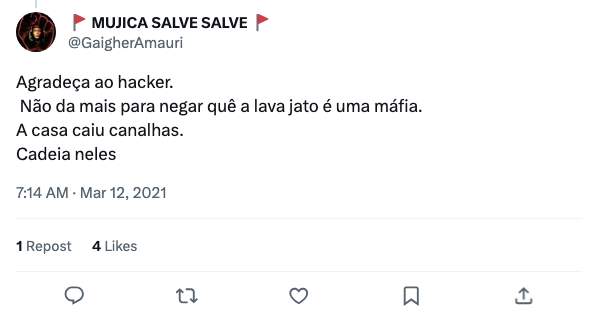 🚩 MUJICA SALVE SALVE 🚩
@GaigherAmauri
Agradeça ao hacker.
Não da mais para negar quê a lava jato é uma máfia.
A casa caiu canalhas.
Cadeia neles
7:14 AM · Mar 12, 2021
1 Repost 4 Likes